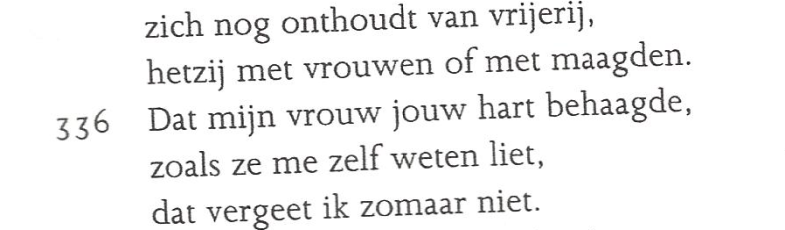 zich nog onthoudt van vrijerij,
hetzij met vrouwen of met maagden.
336 Dat mijn vrouw jouw hart behaagde,
zoals ze me zelf weten liet,
dat vergeet ik zomaar niet.